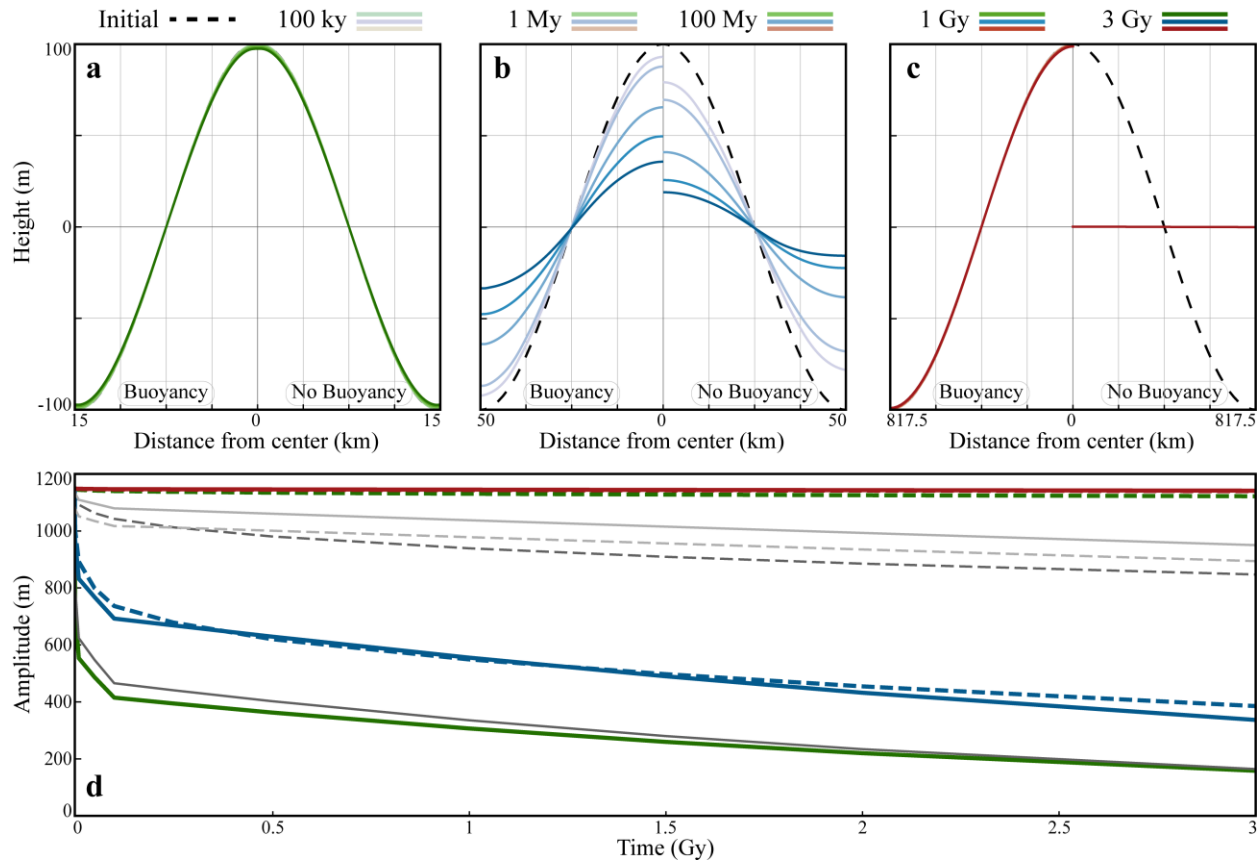 Initial 100 ky 1 My 100 My 1 Gy 3 Gy
a b c
Height (m)
100
0
-100
Buoyancy No Buoyancy Buoyancy No Buoyancy Buoyancy No Buoyancy
15 0 15 50 0 50 817.5 0 817.5
Distance from center (km) Distance from center (km) Distance from center (km)
Amplitude (m)
1200
1000
800
600
400
200
0
d
0 0.5 1 1.5 2 2.5 3
Time (Gy)